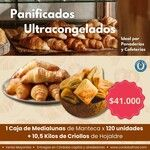 Panificados
Ultracongelados
Ideal por
Panaderías
y Cafeterías
$41.000
1 Caja de Medialunas de Manteca x 120 unidades
+ 10,5 Kilos de Criollos de Hojaldre